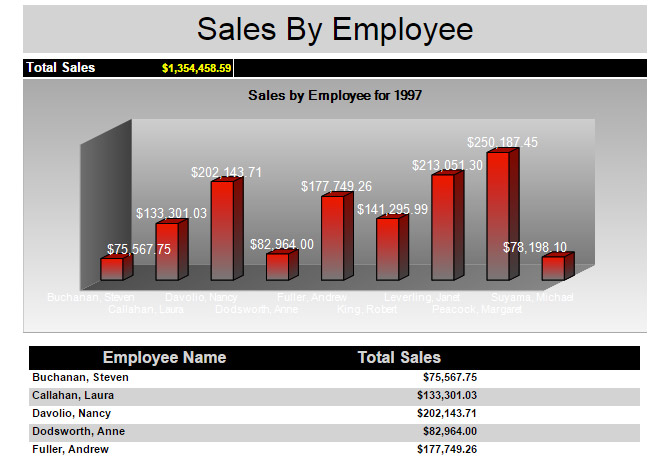 Sales By Employee
Total Sales $1,354,458.59
Sales by Employee for 1997
$250,187.45
$213,051.30
$202,143.71
$177,749.26
$141,295.99
$133,301.03
$82,964.00
$78,198.10
$75,567.75
Buchanan, Steven Davolio, Nancy Fuller, Andrew Leverling, Janet Suyama, Michael
Callahan, Laura Dodsworth, Anne King, Robert Peacock, Margaret
Employee Name Total Sales
Buchanan, Steven $75,567.75
Callahan, Laura $133,301.03
Davolio, Nancy $202,143.71
Dodsworth, Anne $82,964.00
Fuller, Andrew $177,749.26